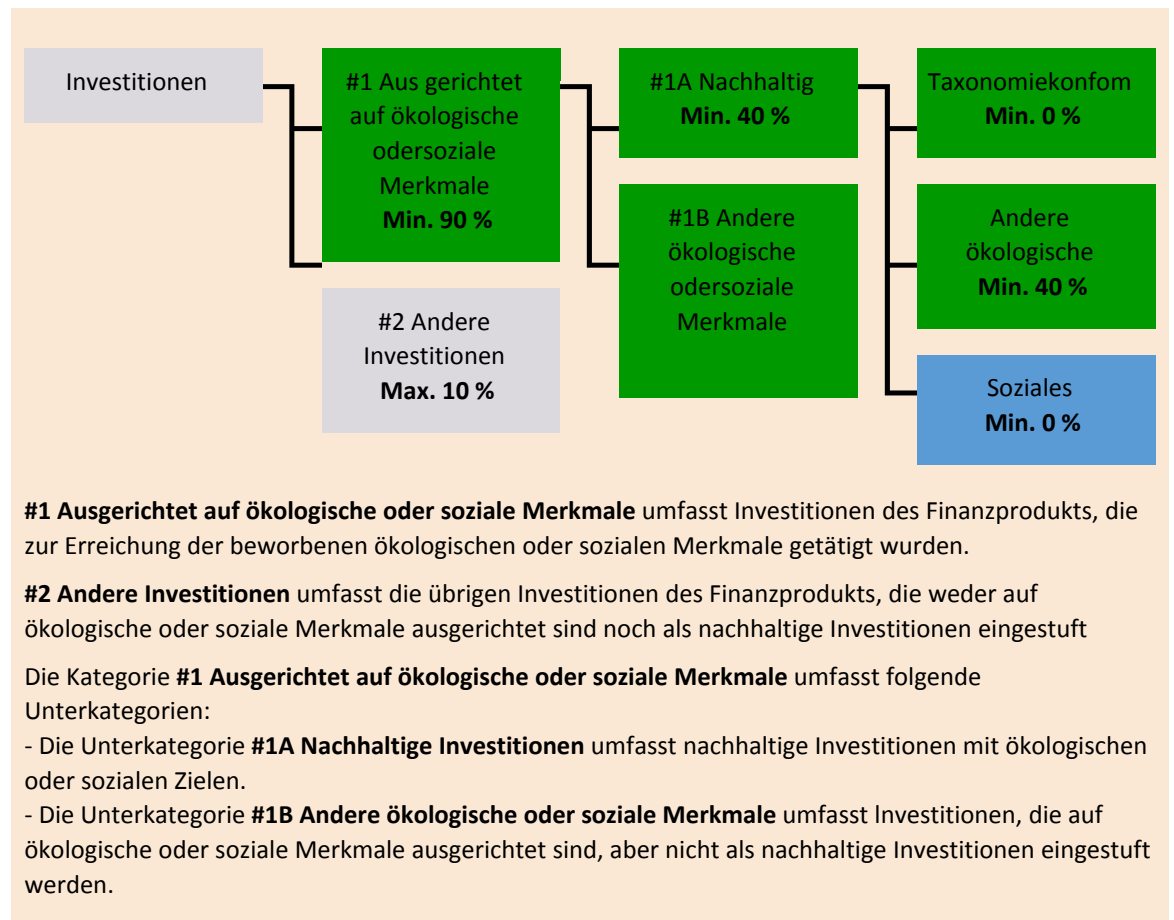 Investitionen
#1 Aus gerichtet
auf ökologische
odersoziale
Merkmale
Min. 90 %
#2 Andere
Investitionen
Max. 10 %
#1A Nachhaltig
Min. 40 %
#1B Andere
ökologische
odersoziale
Merkmale
Taxonomiekonfom
Min. 0 %
Andere
ökologische
Min. 40 %
Soziales
Min. 0 %
#1 Ausgerichtet auf ökologische oder soziale Merkmale umfasst Investitionen des Finanzprodukts, die
zur Erreichung der beworbenen ökologischen oder sozialen Merkmale getätigt wurden.
#2 Andere Investitionen umfasst die übrigen Investitionen des Finanzprodukts, die weder auf
ökologische oder soziale Merkmale ausgerichtet sind noch als nachhaltige Investitionen eingestuft
Die Kategorie #1 Ausgerichtet auf ökologische oder soziale Merkmale umfasst folgende
Unterkategorien:
- Die Unterkategorie #1A Nachhaltige Investitionen umfasst nachhaltige Investitionen mit ökologischen
oder sozialen Zielen.
- Die Unterkategorie #1B Andere ökologische oder soziale Merkmale umfasst lnvestitionen, die auf
ökologische oder soziale Merkmale ausgerichtet sind, aber nicht als nachhaltige Investitionen eingestuft
werden.